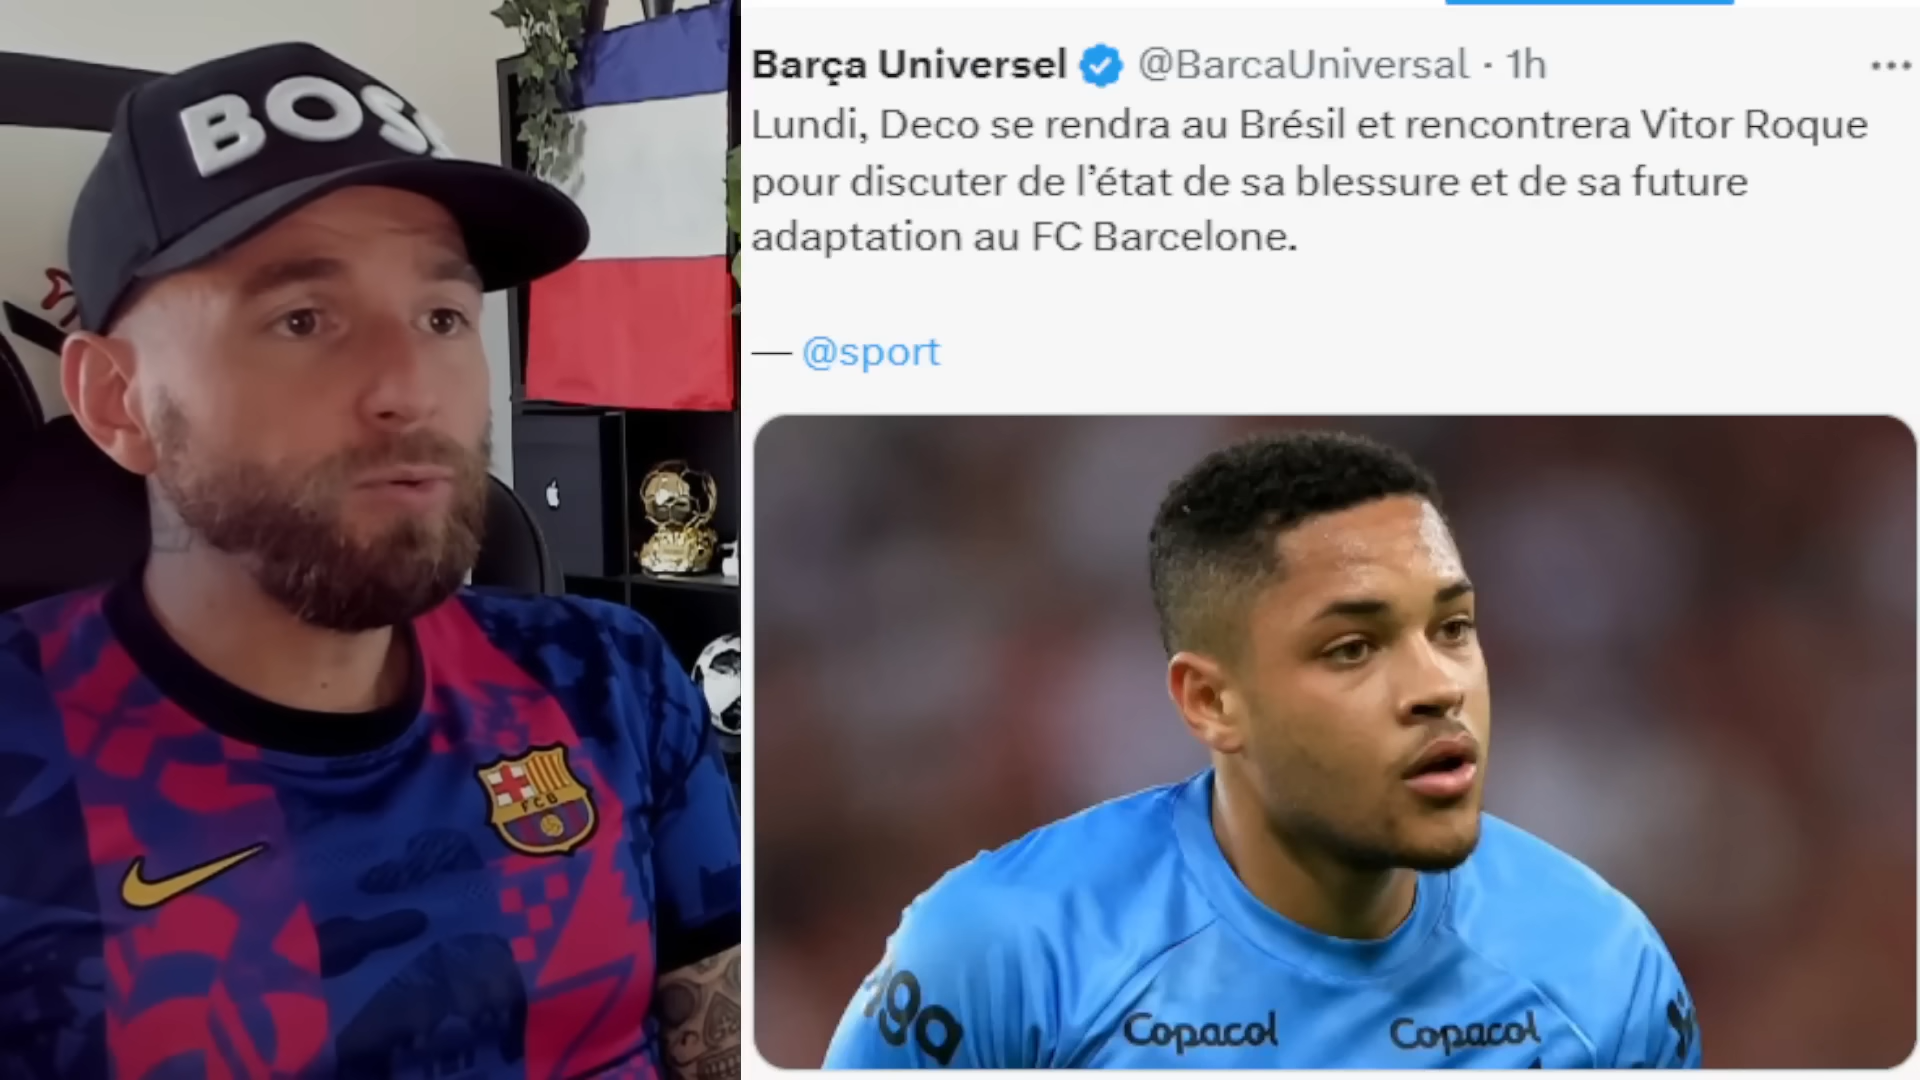 BOSS
Barça Universel @BarcaUniversal · 1h
Lundi, Deco se rendra au Brésil et rencontrera Vitor Roque
pour discuter de l'état de sa blessure et de sa future
adaptation au FC Barcelone.
— @sport
FCB
Copacol Copacol